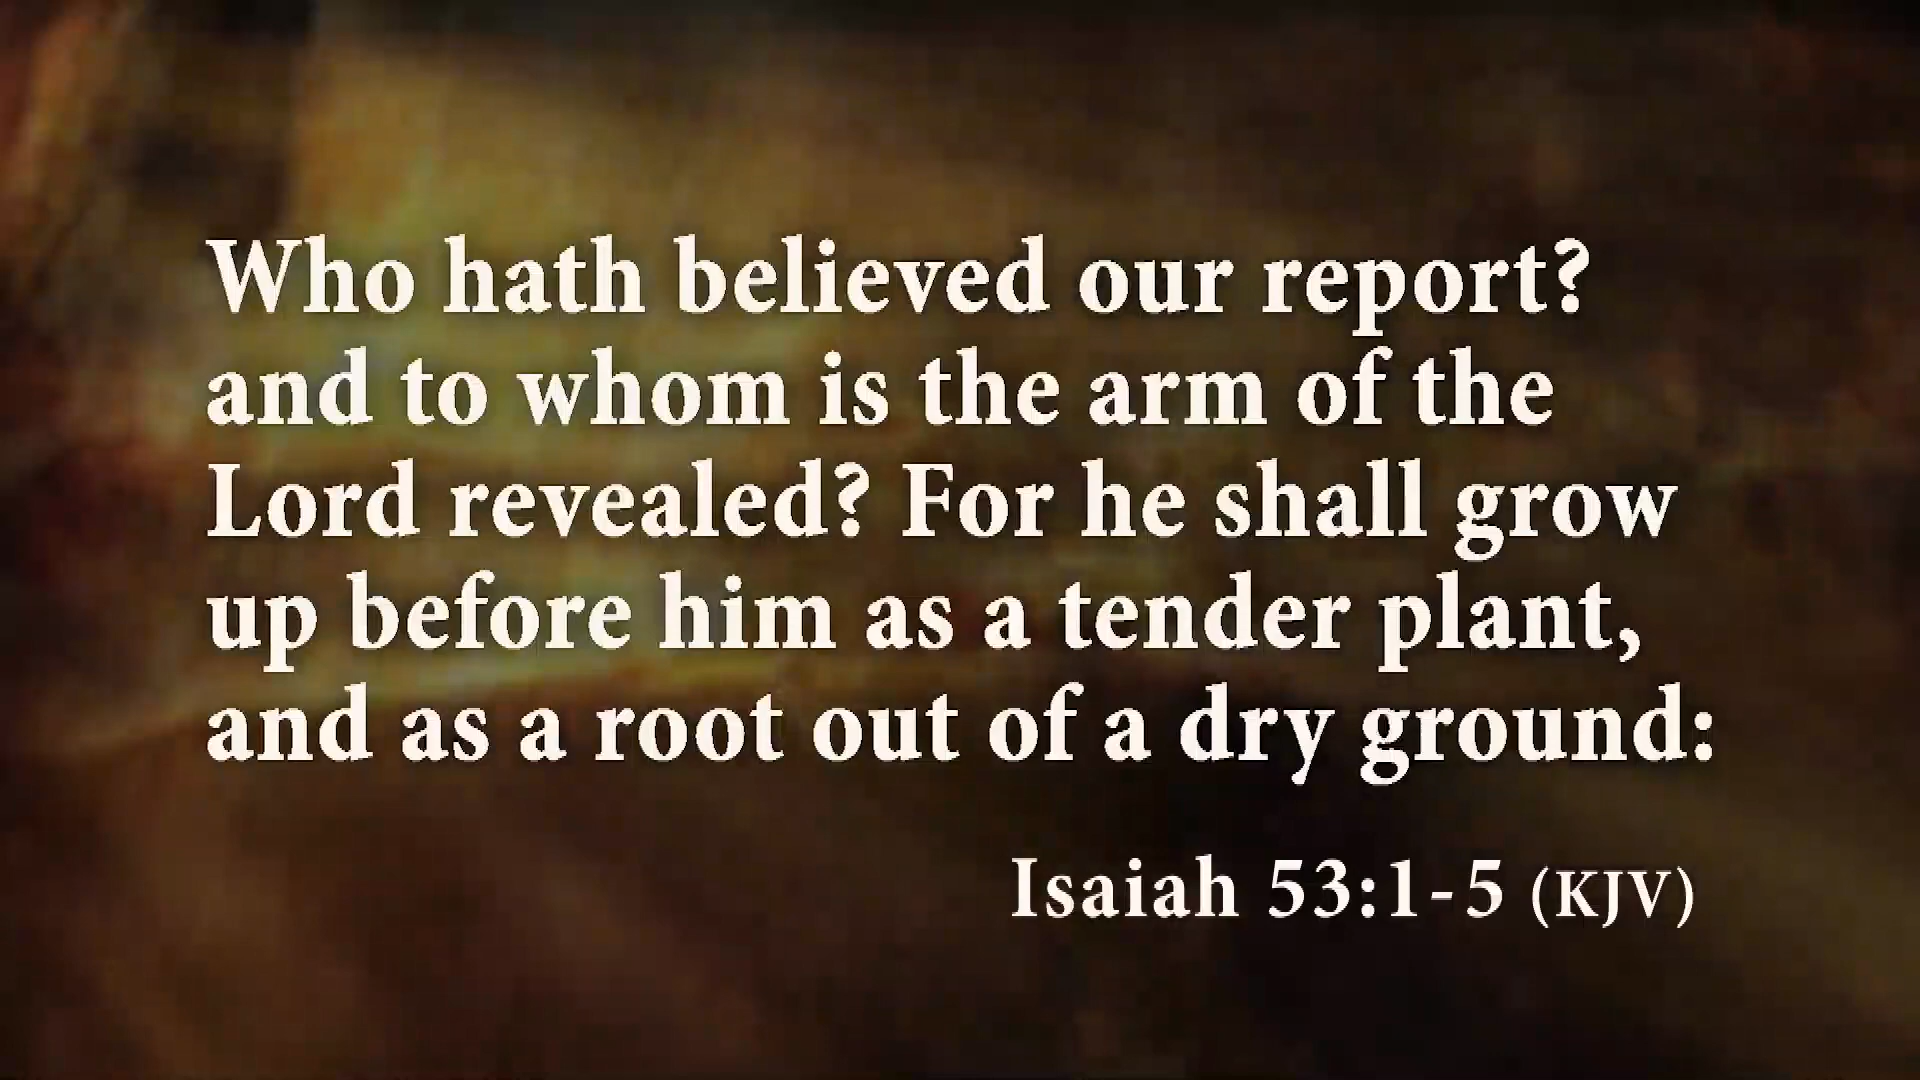 Who hath believed our report?
and to whom is the arm of the
Lord revealed? For he shall grow
up before him as a tender plant,
and as a root out of a dry ground:
Isaiah 53:1-5 (KJV)